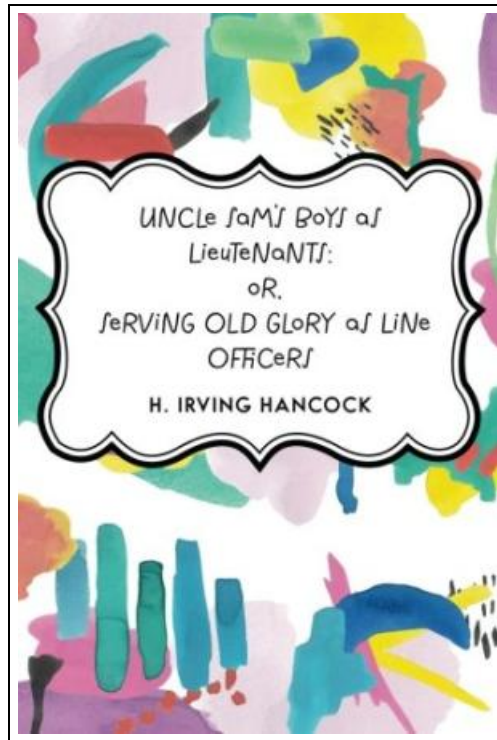 UNCLe SaM'S BoYS aS
LieuTeNaNTS:
oR,
SeRViNG OLD GLoRY aS LiNe
OFFiCeRS
H. IRVING HANCOCK